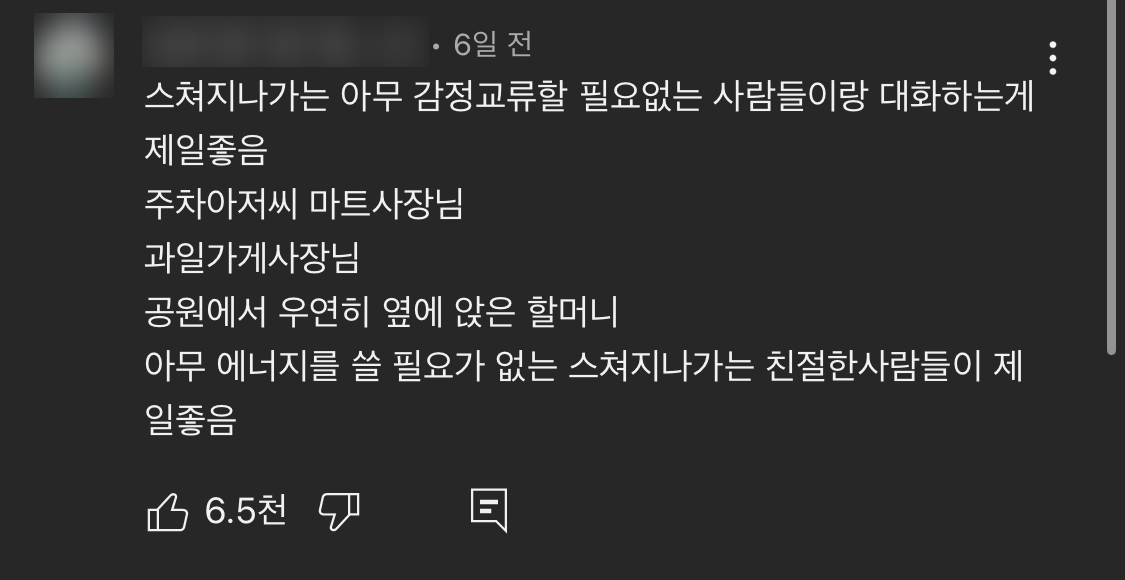 · 6일 전
스쳐지나가는 아무 감정교류할 필요없는 사람들이랑 대화하는게
제일좋음
주차아저씨 마트사장님
과일가게사장님
공원에서 우연히 옆에 앉은 할머니
아무 에너지를 쓸 필요가 없는 스쳐지나가는 친절한사람들이 제
일좋음
6.5천